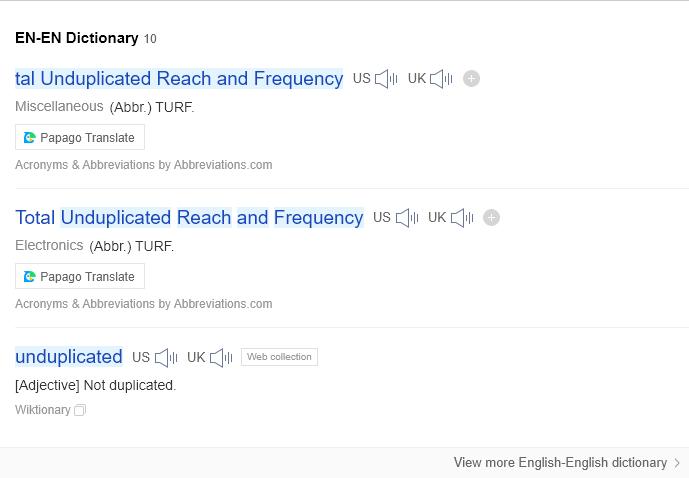 EN-EN Dictionary 10
tal Unduplicated Reach and Frequency US UK
Miscellaneous (Abbr.) TURF.
Papago Translate
Acronyms & Abbreviations by Abbreviations.com
Total Unduplicated Reach and Frequency US UK
Electronics (Abbr.) TURF.
Papago Translate
Acronyms & Abbreviations by Abbreviations.com
unduplicated US UK Web collection
[Adjective] Not duplicated.
Wiktionary
View more English-English dictionary